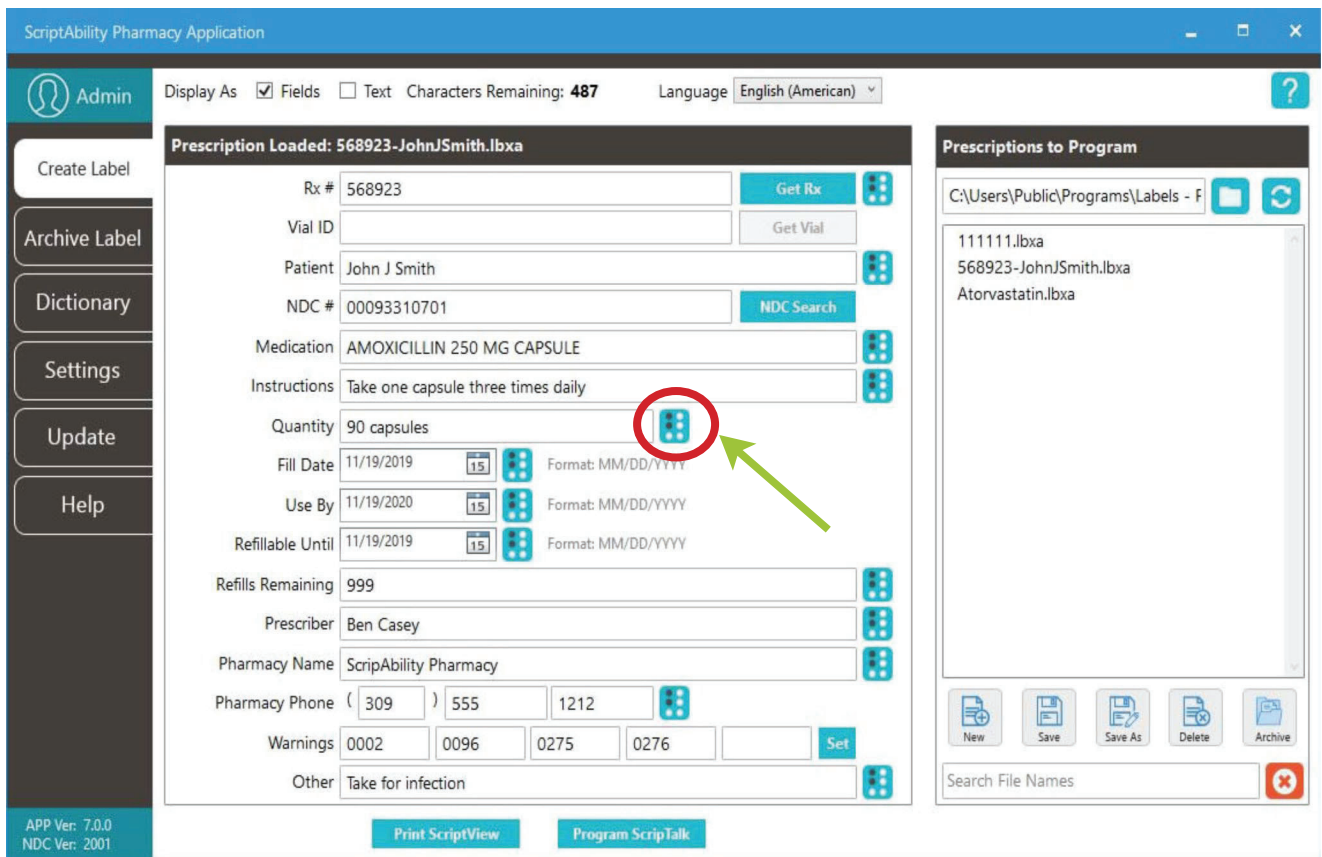 ScriptAbility Pharmacy Application
Admin
Display As Fields Text Characters Remaining: 487 Language English (American)
?
Create Label
Archive Label
Dictionary
Settings
Update
Help
APP Ver: 7.0.0
NDC Ver: 2001
Prescription Loaded: 568923-JohnJSmith.lbxa
Rx # 568923 Get Rx
Vial ID Get Vial
Patient John J Smith
NDC # 00093310701 NDC Search
Medication AMOXICILLIN 250 MG CAPSULE
Instructions Take one capsule three times daily
Quantity 90 capsules
Fill Date 11/19/2019 15 Format: MM/DD/YYYY
Use By 11/19/2020 15 Format: MM/DD/YYYY
Refillable Until 11/19/2019 15 Format: MM/DD/YYYY
Refills Remaining 999
Prescriber Ben Casey
Pharmacy Name ScripAbility Pharmacy
Pharmacy Phone ( 309 ) 555 1212
Warnings 0002 0096 0275 0276 Set
Other Take for infection
Print ScriptView Program ScripTalk
Prescriptions to Program
C:\Users\Public\Programs\Labels - F
111111.lbxa
568923-JohnJSmith.lbxa
Atorvastatin.lbxa
New Save Save As Delete Archive
Search File Names